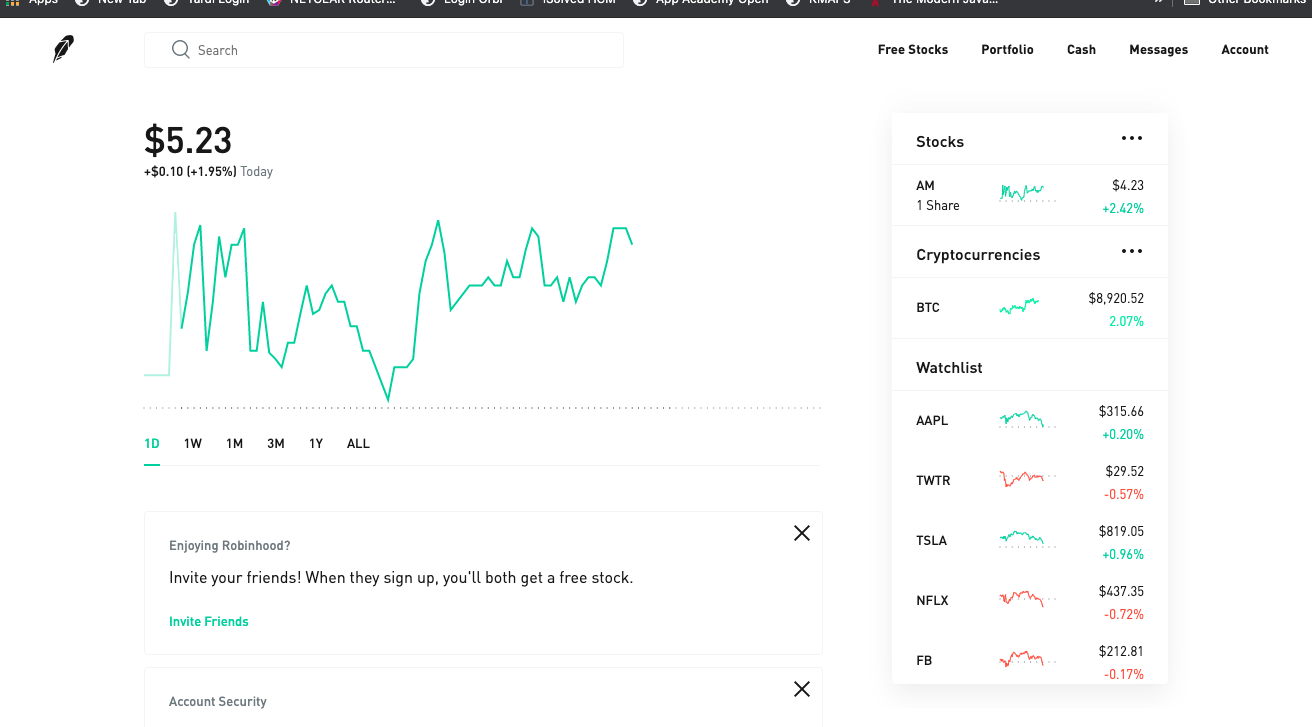 Apps New Tab Yardi Login NETGEAR Router... Login Orbi iSolved HCM App Academy Open KMAPS The Modern Java... » Other Bookmarks
Search
Free Stocks Portfolio Cash Messages Account
$5.23
+$0.10 (+1.95%) Today
1D 1W 1M 3M 1Y ALL
Enjoying Robinhood?
Invite your friends! When they sign up, you'll both get a free stock.
Invite Friends
Account Security
Stocks
AM $4.23
1 Share +2.42%
Cryptocurrencies
BTC $8,920.52
2.07%
Watchlist
AAPL $315.66
+0.20%
TWTR $29.52
-0.57%
TSLA $819.05
+0.96%
NFLX $437.35
-0.72%
FB $212.81
-0.17%